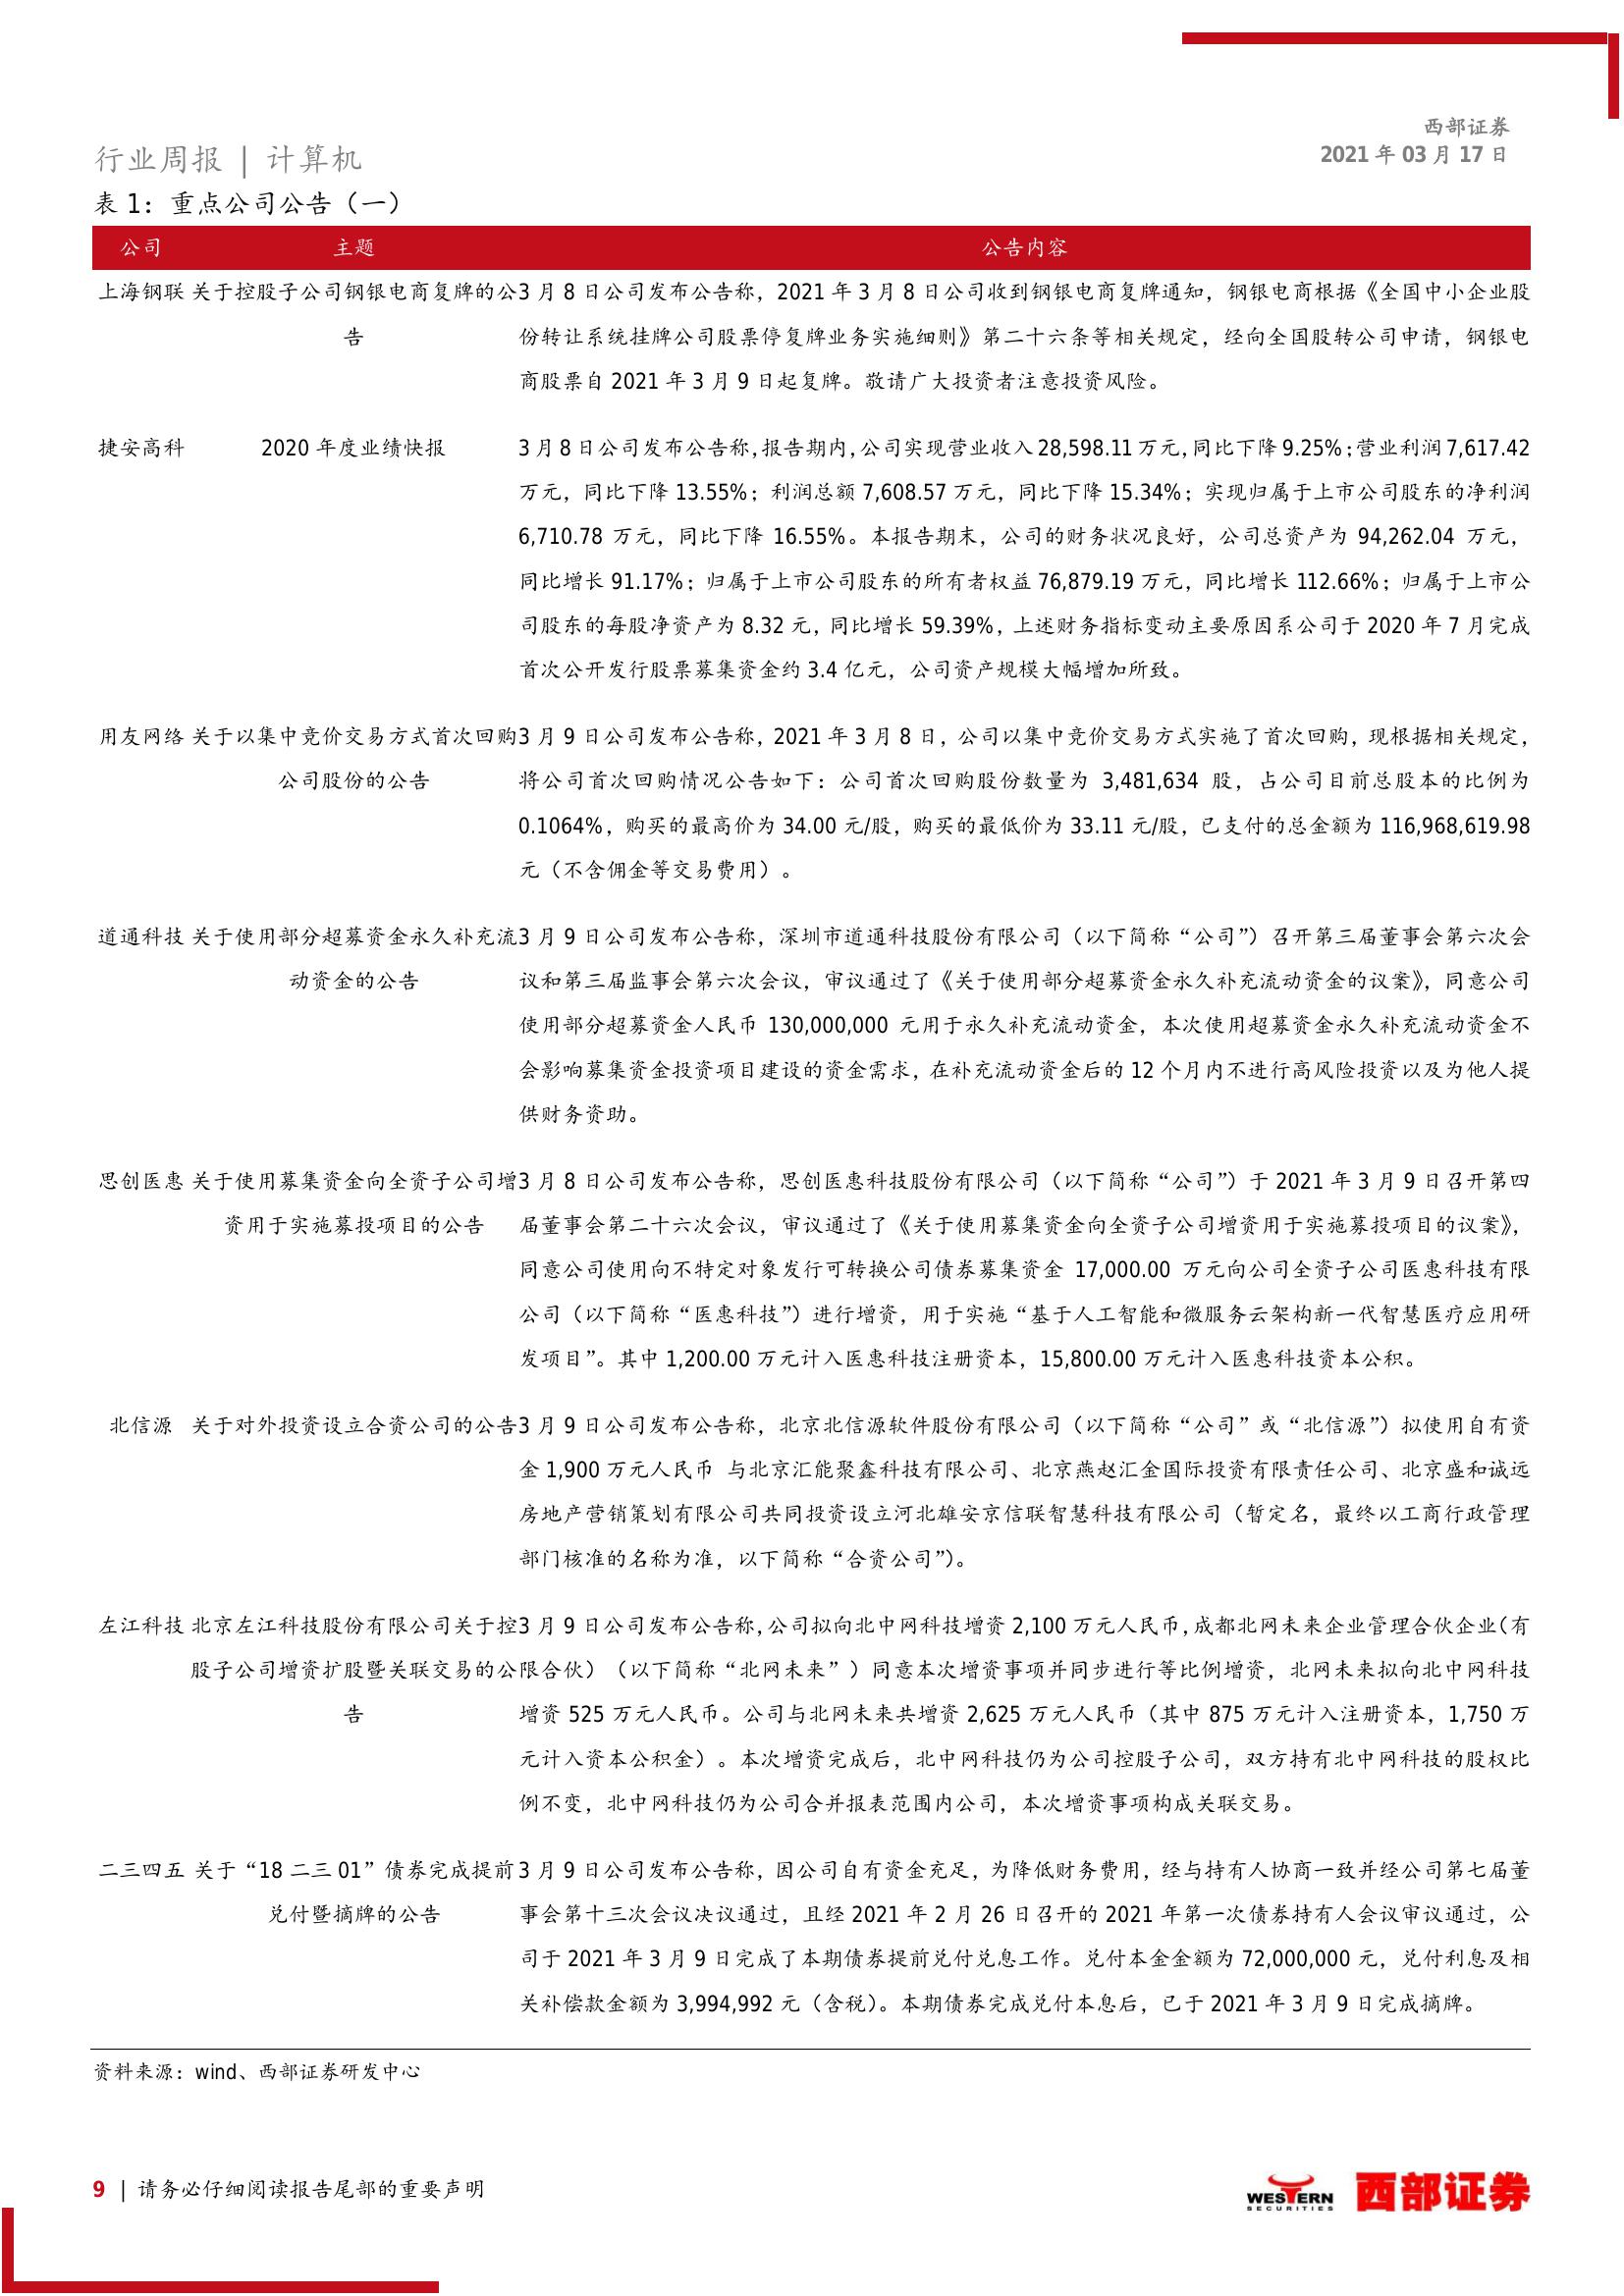 西部证券
2021 年 03 月 17 日
行业周报 | 计算机
表 1：重点公司公告（一）
公司 主题 公告内容
上海钢联 关于控股子公司钢银电商复牌的公 3 月 8 日公司发布公告称，2021 年 3 月 8 日公司收到钢银电商复牌通知，钢银电商根据《全国中小企业股
告 份转让系统挂牌公司股票停复牌业务实施细则》第二十六条等相关规定，经向全国股转公司申请，钢银电
商股票自 2021 年 3 月 9 日起复牌。敬请广大投资者注意投资风险。
捷安高科 2020 年度业绩快报 3 月 8 日公司发布公告称，报告期内，公司实现营业收入 28,598.11 万元，同比下降 9.25%；营业利润 7,617.42
万元，同比下降 13.55%；利润总额 7,608.57 万元，同比下降 15.34%；实现归属于上市公司股东的净利润
6,710.78 万元，同比下降 16.55%。本报告期末，公司的财务状况良好，公司总资产为 94,262.04 万元，
同比增长 91.17%；归属于上市公司股东的所有者权益 76,879.19 万元，同比增长 112.66%；归属于上市公
司股东的每股净资产为 8.32 元，同比增长 59.39%，上述财务指标变动主要原因系公司于 2020 年 7 月完成
首次公开发行股票募集资金约 3.4 亿元，公司资产规模大幅增加所致。
用友网络 关于以集中竞价交易方式首次回购 3 月 9 日公司发布公告称，2021 年 3 月 8 日，公司以集中竞价交易方式实施了首次回购，现根据相关规定，
公司股份的公告 将公司首次回购情况公告如下：公司首次回购股份数量为 3,481,634 股，占公司目前总股本的比例为
0.1064%，购买的最高价为 34.00 元/股，购买的最低价为 33.11 元/股，已支付的总金额为 116,968,619.98
元（不含佣金等交易费用）。
道通科技 关于使用部分超募资金永久补充流 3 月 9 日公司发布公告称，深圳市道通科技股份有限公司（以下简称“公司”）召开第三届董事会第六次会
动资金的公告 议和第三届监事会第六次会议，审议通过了《关于使用部分超募资金永久补充流动资金的议案》，同意公司
使用部分超募资金人民币 130,000,000 元用于永久补充流动资金，本次使用超募资金永久补充流动资金不
会影响募集资金投资项目建设的资金需求，在补充流动资金后的 12 个月内不进行高风险投资以及为他人提
供财务资助。
思创医惠 关于使用募集资金向全资子公司增 3 月 8 日公司发布公告称，思创医惠科技股份有限公司（以下简称“公司”）于 2021 年 3 月 9 日召开第四
资用于实施募投项目的公告 届董事会第二十六次会议，审议通过了《关于使用募集资金向全资子公司增资用于实施募投项目的议案》，
同意公司使用向不特定对象发行可转换公司债券募集资金 17,000.00 万元向公司全资子公司医惠科技有限
公司（以下简称“医惠科技”）进行增资，用于实施“基于人工智能和微服务云架构新一代智慧医疗应用研
发项目”。其中 1,200.00 万元计入医惠科技注册资本，15,800.00 万元计入医惠科技资本公积。
北信源 关于对外投资设立合资公司的公告 3 月 9 日公司发布公告称，北京北信源软件股份有限公司（以下简称“公司”或“北信源”）拟使用自有资
金 1,900 万元人民币 与北京汇能聚鑫科技有限公司、北京燕赵汇金国际投资有限责任公司、北京盛和诚远
房地产营销策划有限公司共同投资设立河北雄安京信联智慧科技有限公司（暂定名，最终以工商行政管理
部门核准的名称为准，以下简称“合资公司”）。
左江科技 北京左江科技股份有限公司关于控 3 月 9 日公司发布公告称，公司拟向北中网科技增资 2,100 万元人民币，成都北网未来企业管理合伙企业（有
股子公司增资扩股暨关联交易的公 限合伙）（以下简称“北网未来”）同意本次增资事项并同步进行等比例增资，北网未来拟向北中网科技
告 增资 525 万元人民币。公司与北网未来共增资 2,625 万元人民币（其中 875 万元计入注册资本，1,750 万
元计入资本公积金）。本次增资完成后，北中网科技仍为公司控股子公司，双方持有北中网科技的股权比
例不变，北中网科技仍为公司合并报表范围内公司，本次增资事项构成关联交易。
二三四五 关于“18 二三 01”债券完成提前 3 月 9 日公司发布公告称，因公司自有资金充足，为降低财务费用，经与持有人协商一致并经公司第七届董
兑付暨摘牌的公告 事会第十三次会议决议通过，且经 2021 年 2 月 26 日召开的 2021 年第一次债券持有人会议审议通过，公
司于 2021 年 3 月 9 日完成了本期债券提前兑付兑息工作。兑付本金金额为 72,000,000 元，兑付利息及相
关补偿款金额为 3,994,992 元（含税）。本期债券完成兑付本息后，已于 2021 年 3 月 9 日完成摘牌。
资料来源：wind、西部证券研发中心
9 | 请务必仔细阅读报告尾部的重要声明
WESTERN
SECURITIES
西部证券